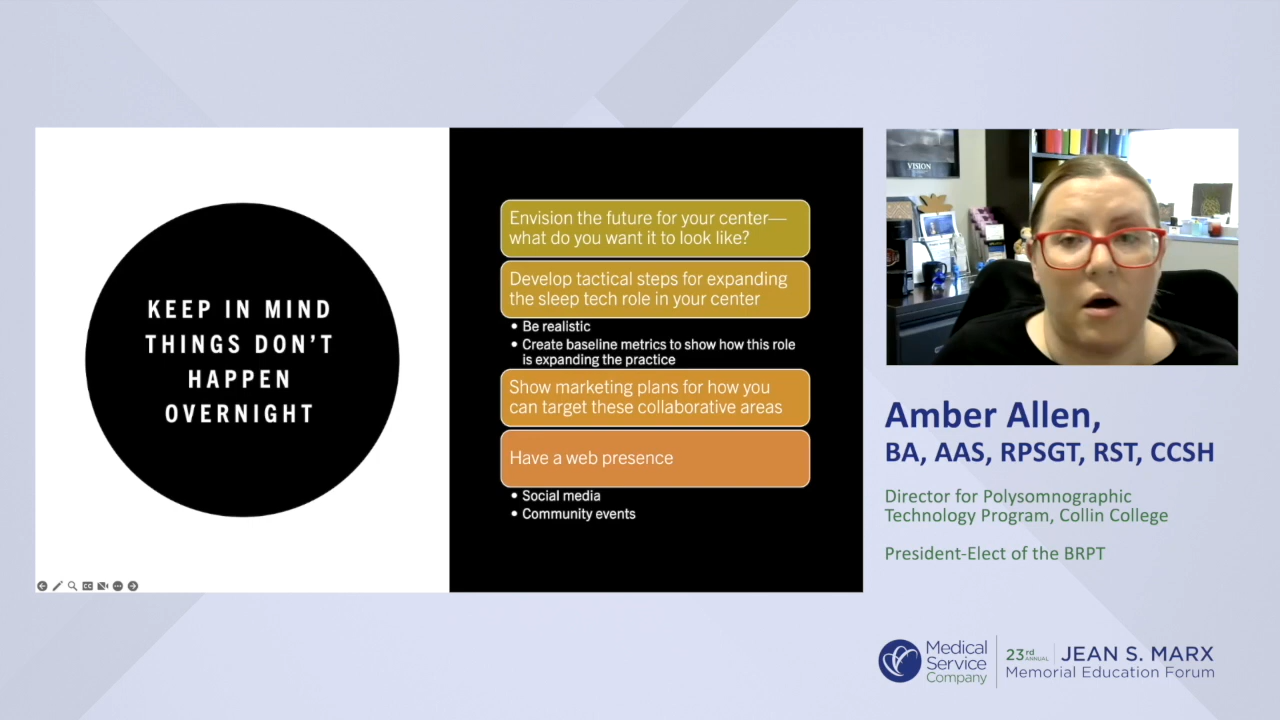 KEEP IN MIND
THINGS DON'T
HAPPEN
OVERNIGHT
Envision the future for your center—
what do you want it to look like?
Develop tactical steps for expanding
the sleep tech role in your center
• Be realistic
• Create baseline metrics to show how this role
is expanding the practice
Show marketing plans for how you
can target these collaborative areas
Have a web presence
• Social media
• Community events
CC
VISION
Amber Allen,
BA, AAS, RPSGT, RST, CCSH
Director for Polysomnographic
Technology Program, Collin College
President-Elect of the BRPT
Medical
Service
Company
23rd ANNUAL JEAN S. MARX
Memorial Education Forum